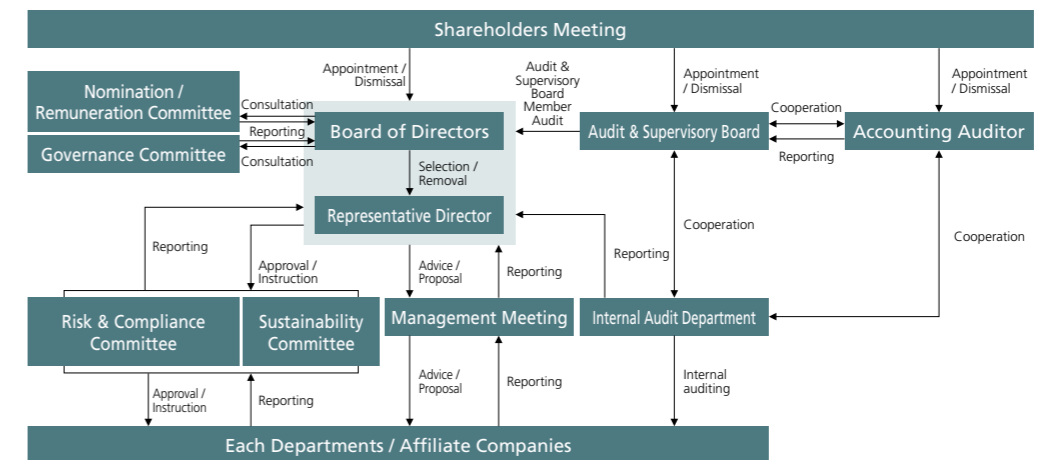 Shareholders Meeting
Appointment /
Dismissal
Audit &
Supervisory
Board
Member
Audit
Appointment
/ Dismissal
Appointment
/ Dismissal
Nomination /
Remuneration Committee
Consultation
Reporting
Governance Committee
Consultation
Board of Directors
Audit & Supervisory Board
Cooperation
Reporting
Accounting Auditor
Selection /
Removal
Representative Director
Reporting
Approval /
Instruction
Advice /
Proposal
Reporting
Reporting
Cooperation
Cooperation
Risk & Compliance
Committee
Sustainability
Committee
Management Meeting
Internal Audit Department
Approval /
Instruction
Reporting
Advice /
Proposal
Reporting
Internal
auditing
Each Departments / Affiliate Companies